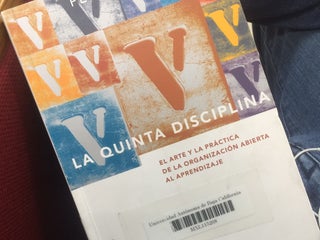 V
V
V
V
V
V
V
V
LA QUINTA DISCIPLINA
EL ARTE Y LA PRÁCTICA
DE LA ORGANIZACIÓN ABIERTA
AL APRENDIZAJE
Universidad Autónoma de Baja California